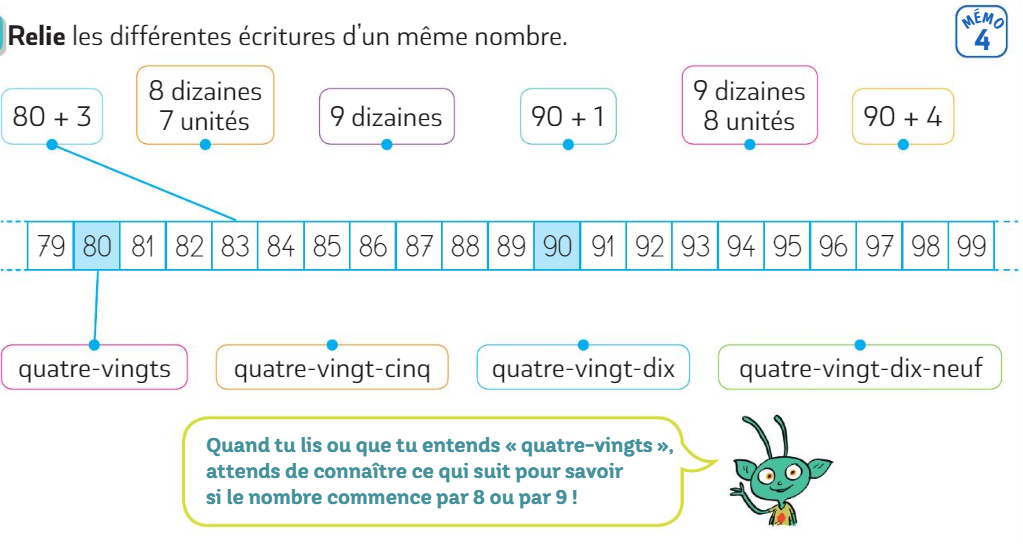 Relie les différentes écritures d'un même nombre.
MÉMO
4
80 + 3
8 dizaines
7 unités
9 dizaines
90 + 1
9 dizaines
8 unités
90 + 4
79 80 81 82 83 84 85 86 87 88 89 90 91 92 93 94 95 96 97 98 99
quatre-vingts
quatre-vingt-cinq
quatre-vingt-dix
quatre-vingt-dix-neuf
Quand tu lis ou que tu entends « quatre-vingts »,
attends de connaître ce qui suit pour savoir
si le nombre commence par 8 ou par 9 !